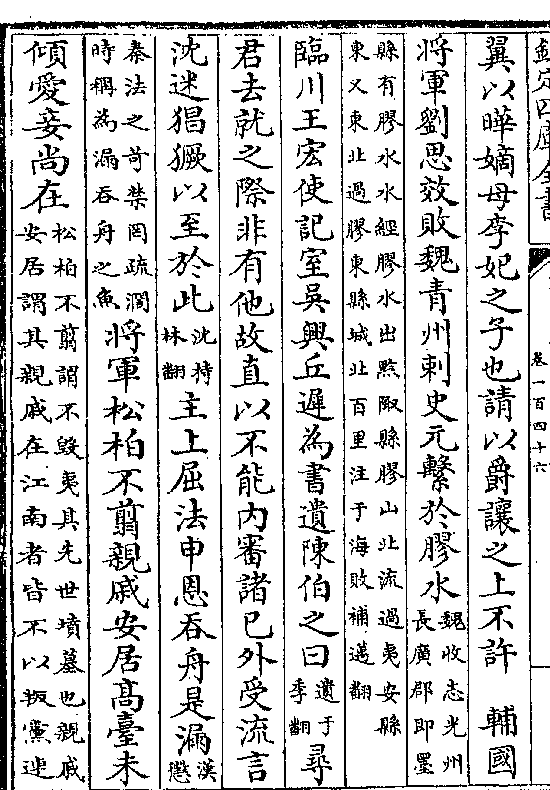 欽定四庫全書
卷一百四十六
翼以曄嫡母李妃之子也請以爵讓之上不許 輔國
將軍劉思效敗魏青州刺史元繫於膠水魏收志光州長廣郡即墨
縣有膠水水經膠水出黔陬縣膠山北流過夷安縣
東又東北過膠東縣城北百里注于海敗補邁翻
臨川王宏使記室吳興丘遲為書遺陳伯之曰遺于季翻尋
君去就之際非有他故直以不能内審諸己外受流言
沈迷猖獗以至於此沈持林翻主上屈法申恩吞舟是漏漢懲
秦法之苛禁罔疏濶時稱為漏吞舟之魚將軍松柏不翦親戚安居高臺未
傾愛妾尚在松柏不翦謂不毁夷其先世墳墓也親戚安居謂其親戚在江南者皆不以叛黨連